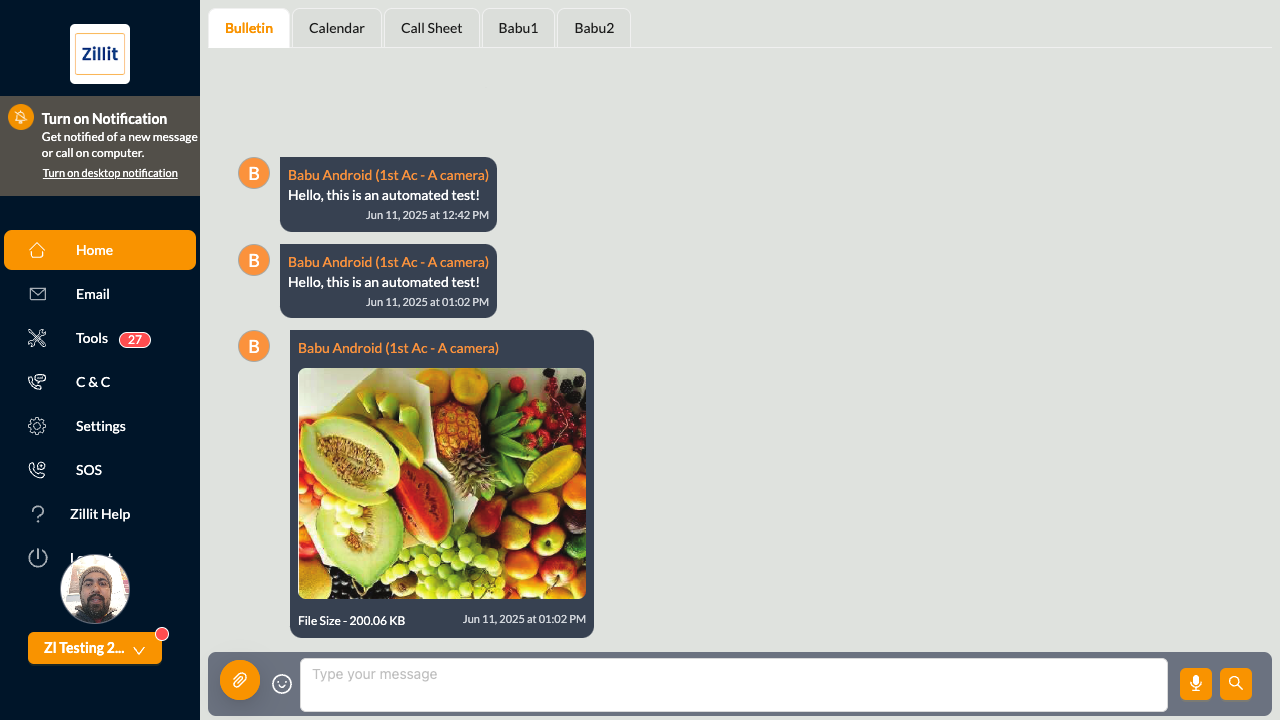 Zillit
Turn on Notification
Get notified of a new message
or call on computer.
Turn on desktop notification
Home
Email
Tools 27
C & C
Settings
SOS
Zillit Help
ZI Testing 2...
Bulletin
Calendar
Call Sheet
Babu1
Babu2
B
Babu Android (1st Ac - A camera)
Hello, this is an automated test!
Jun 11, 2025 at 12:42 PM
B
Babu Android (1st Ac - A camera)
Hello, this is an automated test!
Jun 11, 2025 at 01:02 PM
B
Babu Android (1st Ac - A camera)
File Size - 200.06 KB
Jun 11, 2025 at 01:02 PM
Type your message